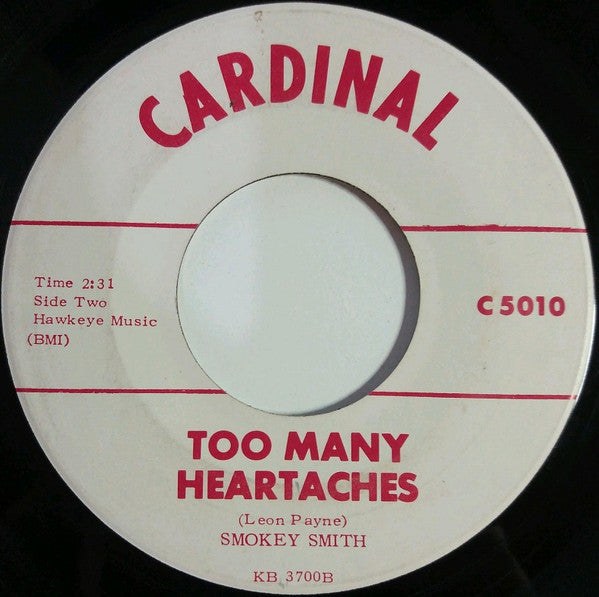 CARDINAL
Time 2:31
Side Two
Hawkeye Music
(BMI)
C 5010
TOO MANY
HEARTACHES
(Leon Payne)
SMOKEY SMITH
KB 3700B